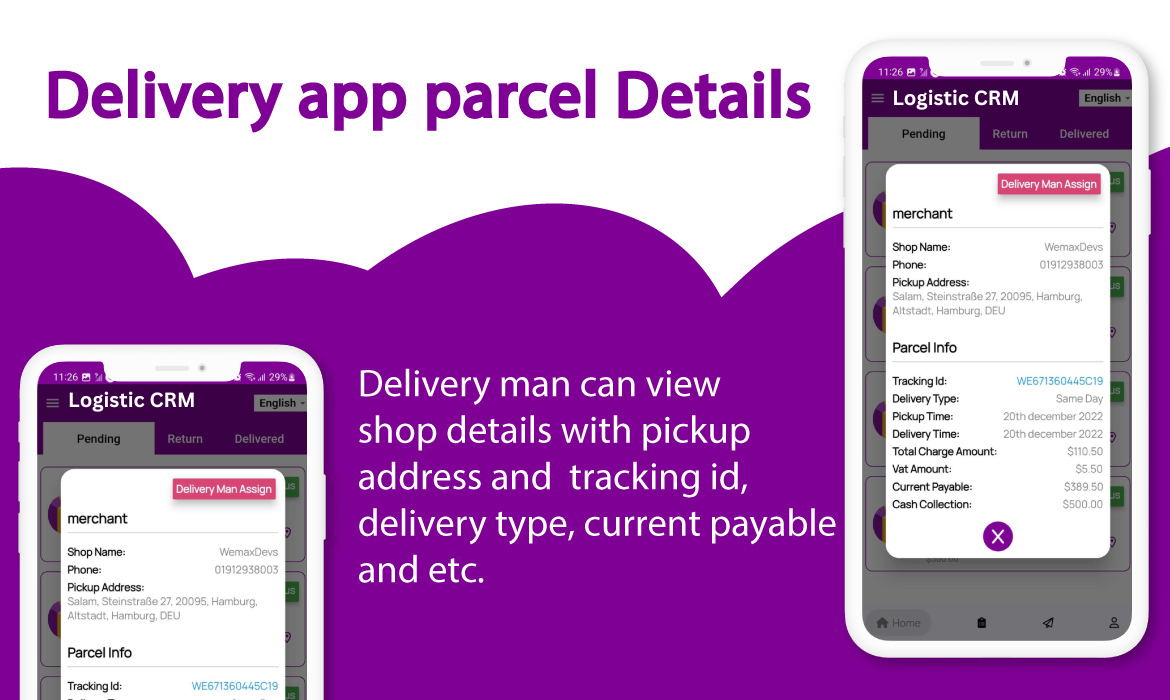 Delivery app parcel Details
11:26
29%
Logistic CRM
English
Pending Return Delivered
Delivery Man Assign
merchant
Shop Name: WemaxDevs
Phone: 01912938003
Pickup Address:
Salam, Steinstraße 27, 20095, Hamburg,
Altstadt, Hamburg, DEU
Parcel Info
Tracking Id: WE671360445C19
Delivery Type: Same Day
Pickup Time: 20th december 2022
Delivery Time: 20th december 2022
Total Charge Amount: $110.50
Vat Amount: $5.50
Current Payable: $389.50
Cash Collection: $500.00
X
Home
Delivery man can view
shop details with pickup
address and tracking id,
delivery type, current payable
and etc.
11:26
29%
Logistic CRM
English
Pending Return Delivered
Delivery Man Assign
merchant
Shop Name: WemaxDevs
Phone: 01912938003
Pickup Address:
Salam, Steinstraße 27, 20095, Hamburg,
Altstadt, Hamburg, DEU
Parcel Info
Tracking Id: WE671360445C19